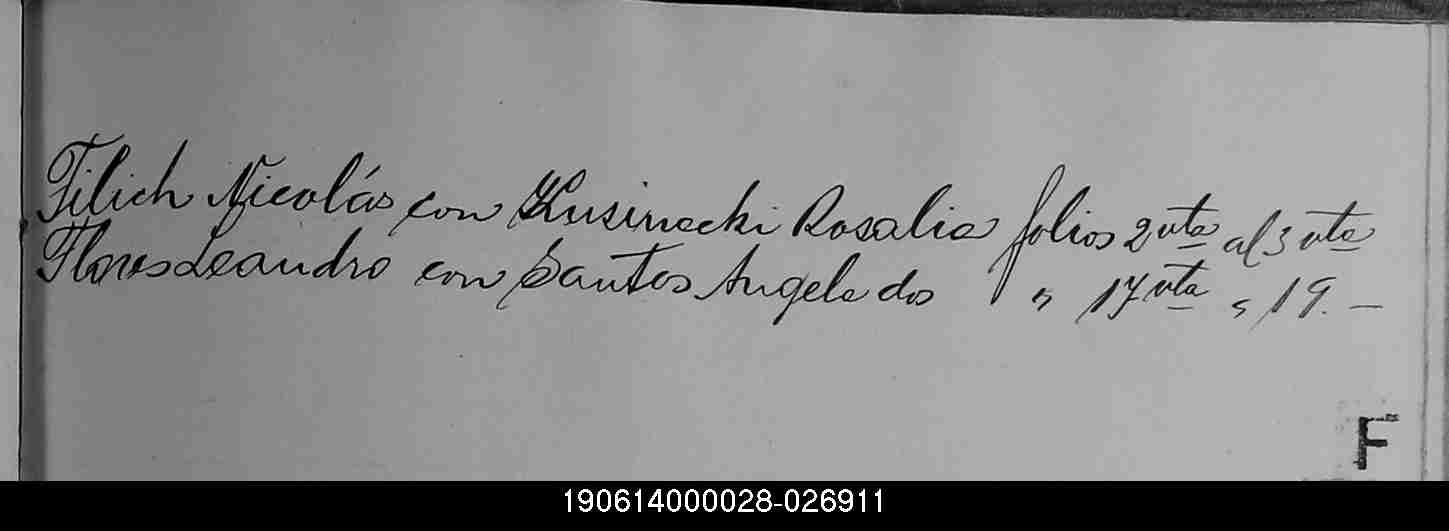 Filich Nicolás con Kusinecki Rosalia folios 2 vta al 3 vta
Flores Leandro con Santos Angela dos " 17 vta " 19. —
F
190614000028-026911